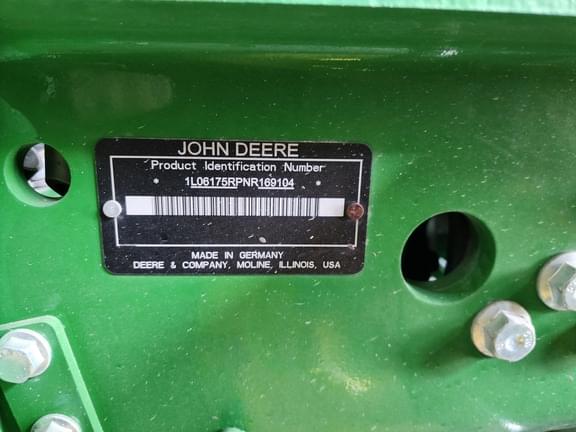 JOHN DEERE
Product Identification Number
* 1L06175RPNR169104 *
MADE IN GERMANY
DEERE & COMPANY, MOLINE, ILLINOIS, USA